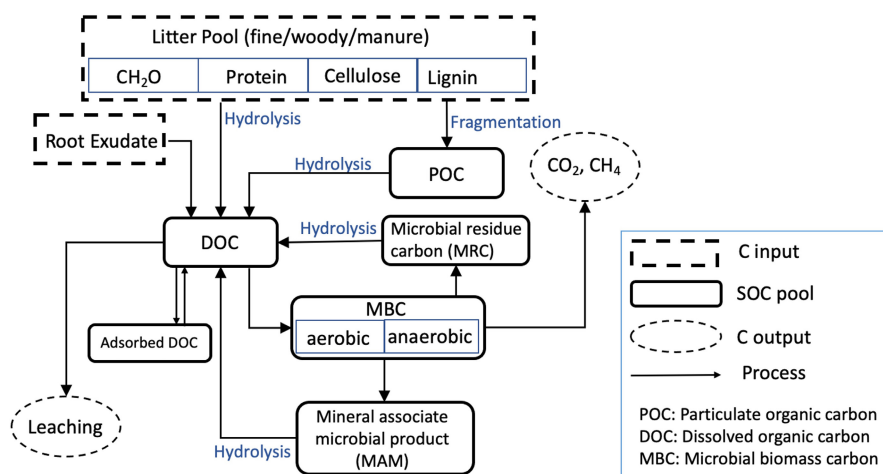 Litter Pool (fine/woody/manure)
CH₂O
Protein
Cellulose
Lignin
Hydrolysis
Fragmentation
Root Exudate
Hydrolysis
POC
CO₂, CH₄
DOC
Hydrolysis
Microbial residue
carbon (MRC)
MBC
aerobic
anaerobic
Adsorbed DOC
Leaching
Hydrolysis
Mineral associate
microbial product
(MAM)
C input
SOC pool
C output
Process
POC: Particulate organic carbon
DOC: Dissolved organic carbon
MBC: Microbial biomass carbon